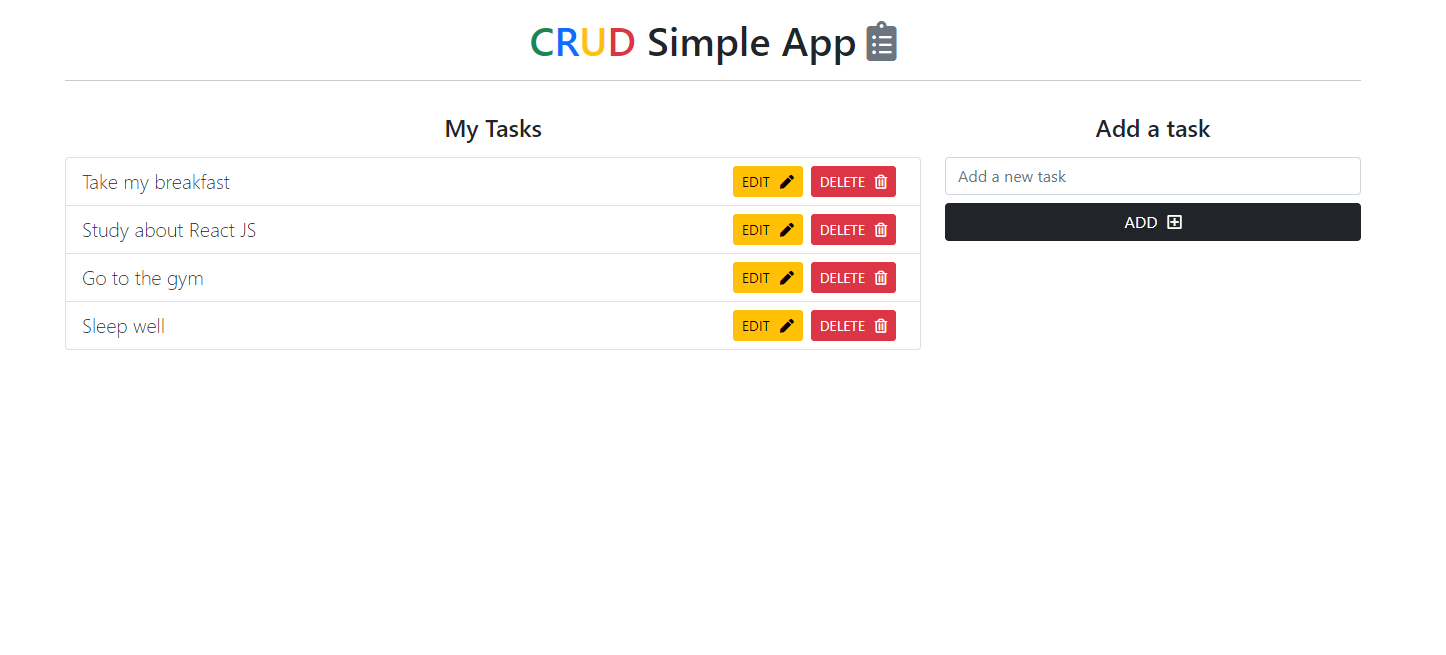 CRUD Simple App
My Tasks
Take my breakfast EDIT DELETE
Study about React JS EDIT DELETE
Go to the gym EDIT DELETE
Sleep well EDIT DELETE
Add a task
Add a new task
ADD